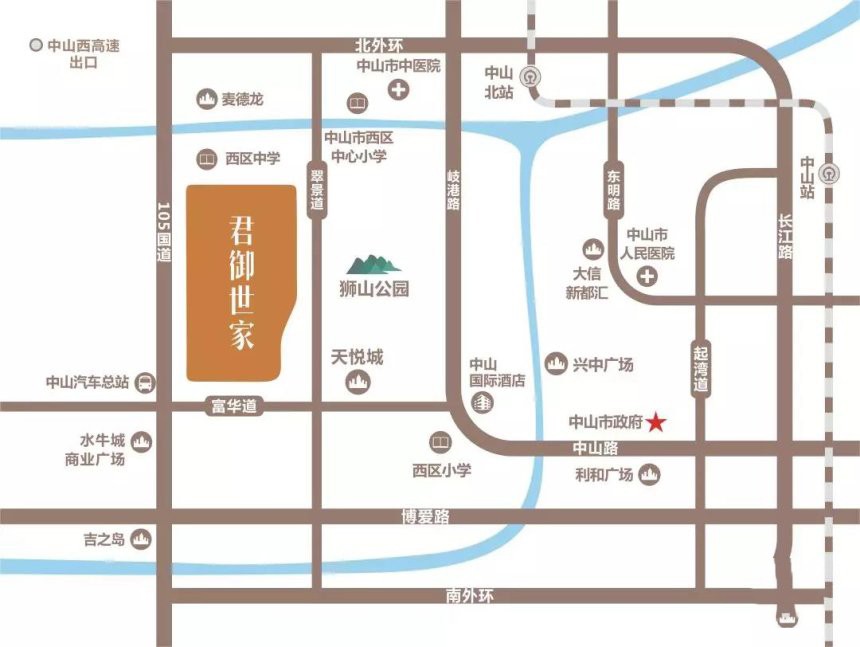 中山西高速
出口
北外环
中山市中医院
中山
北站
麦德龙
中山市西区
中心小学
西区中学
翠景道
岐港路
东明路
中山站
105国道
长江路
君御世家
中山市
人民医院
大信
新都汇
狮山公园
天悦城
中山
国际酒店
兴中广场
起湾道
中山汽车总站
富华道
中山市政府
水牛城
商业广场
西区小学
中山路
利和广场
博爱路
吉之岛
南外环